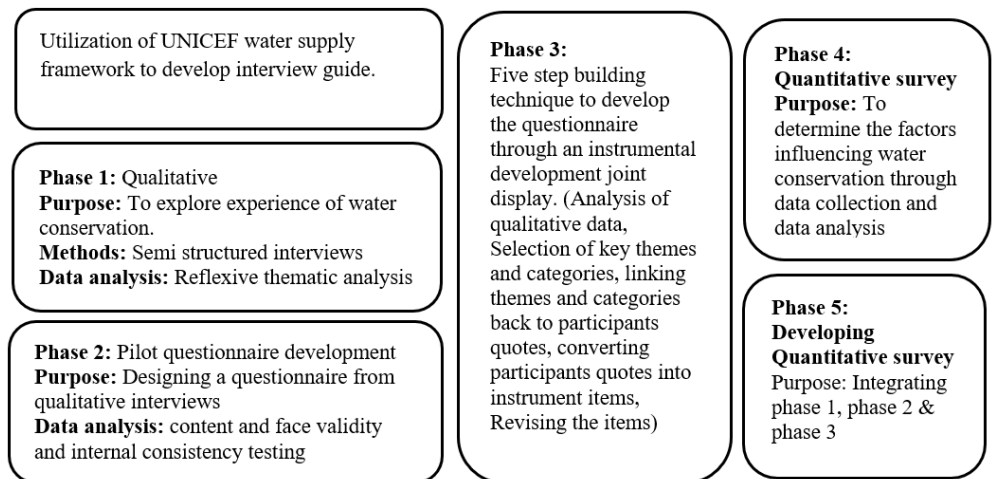 Utilization of UNICEF water supply
framework to develop interview guide.
Phase 1: Qualitative
Purpose: To explore experience of water
conservation.
Methods: Semi structured interviews
Data analysis: Reflexive thematic analysis
Phase 2: Pilot questionnaire development
Purpose: Designing a questionnaire from
qualitative interviews
Data analysis: content and face validity
and internal consistency testing
Phase 3:
Five step building
technique to develop
the questionnaire
through an instrumental
development joint
display. (Analysis of
qualitative data,
Selection of key themes
and categories, linking
themes and categories
back to participants
quotes, converting
participants quotes into
instrument items,
Revising the items)
Phase 4:
Quantitative survey
Purpose: To
determine the factors
influencing water
conservation through
data collection and
data analysis
Phase 5:
Developing
Quantitative survey
Purpose: Integrating
phase 1, phase 2 &
phase 3